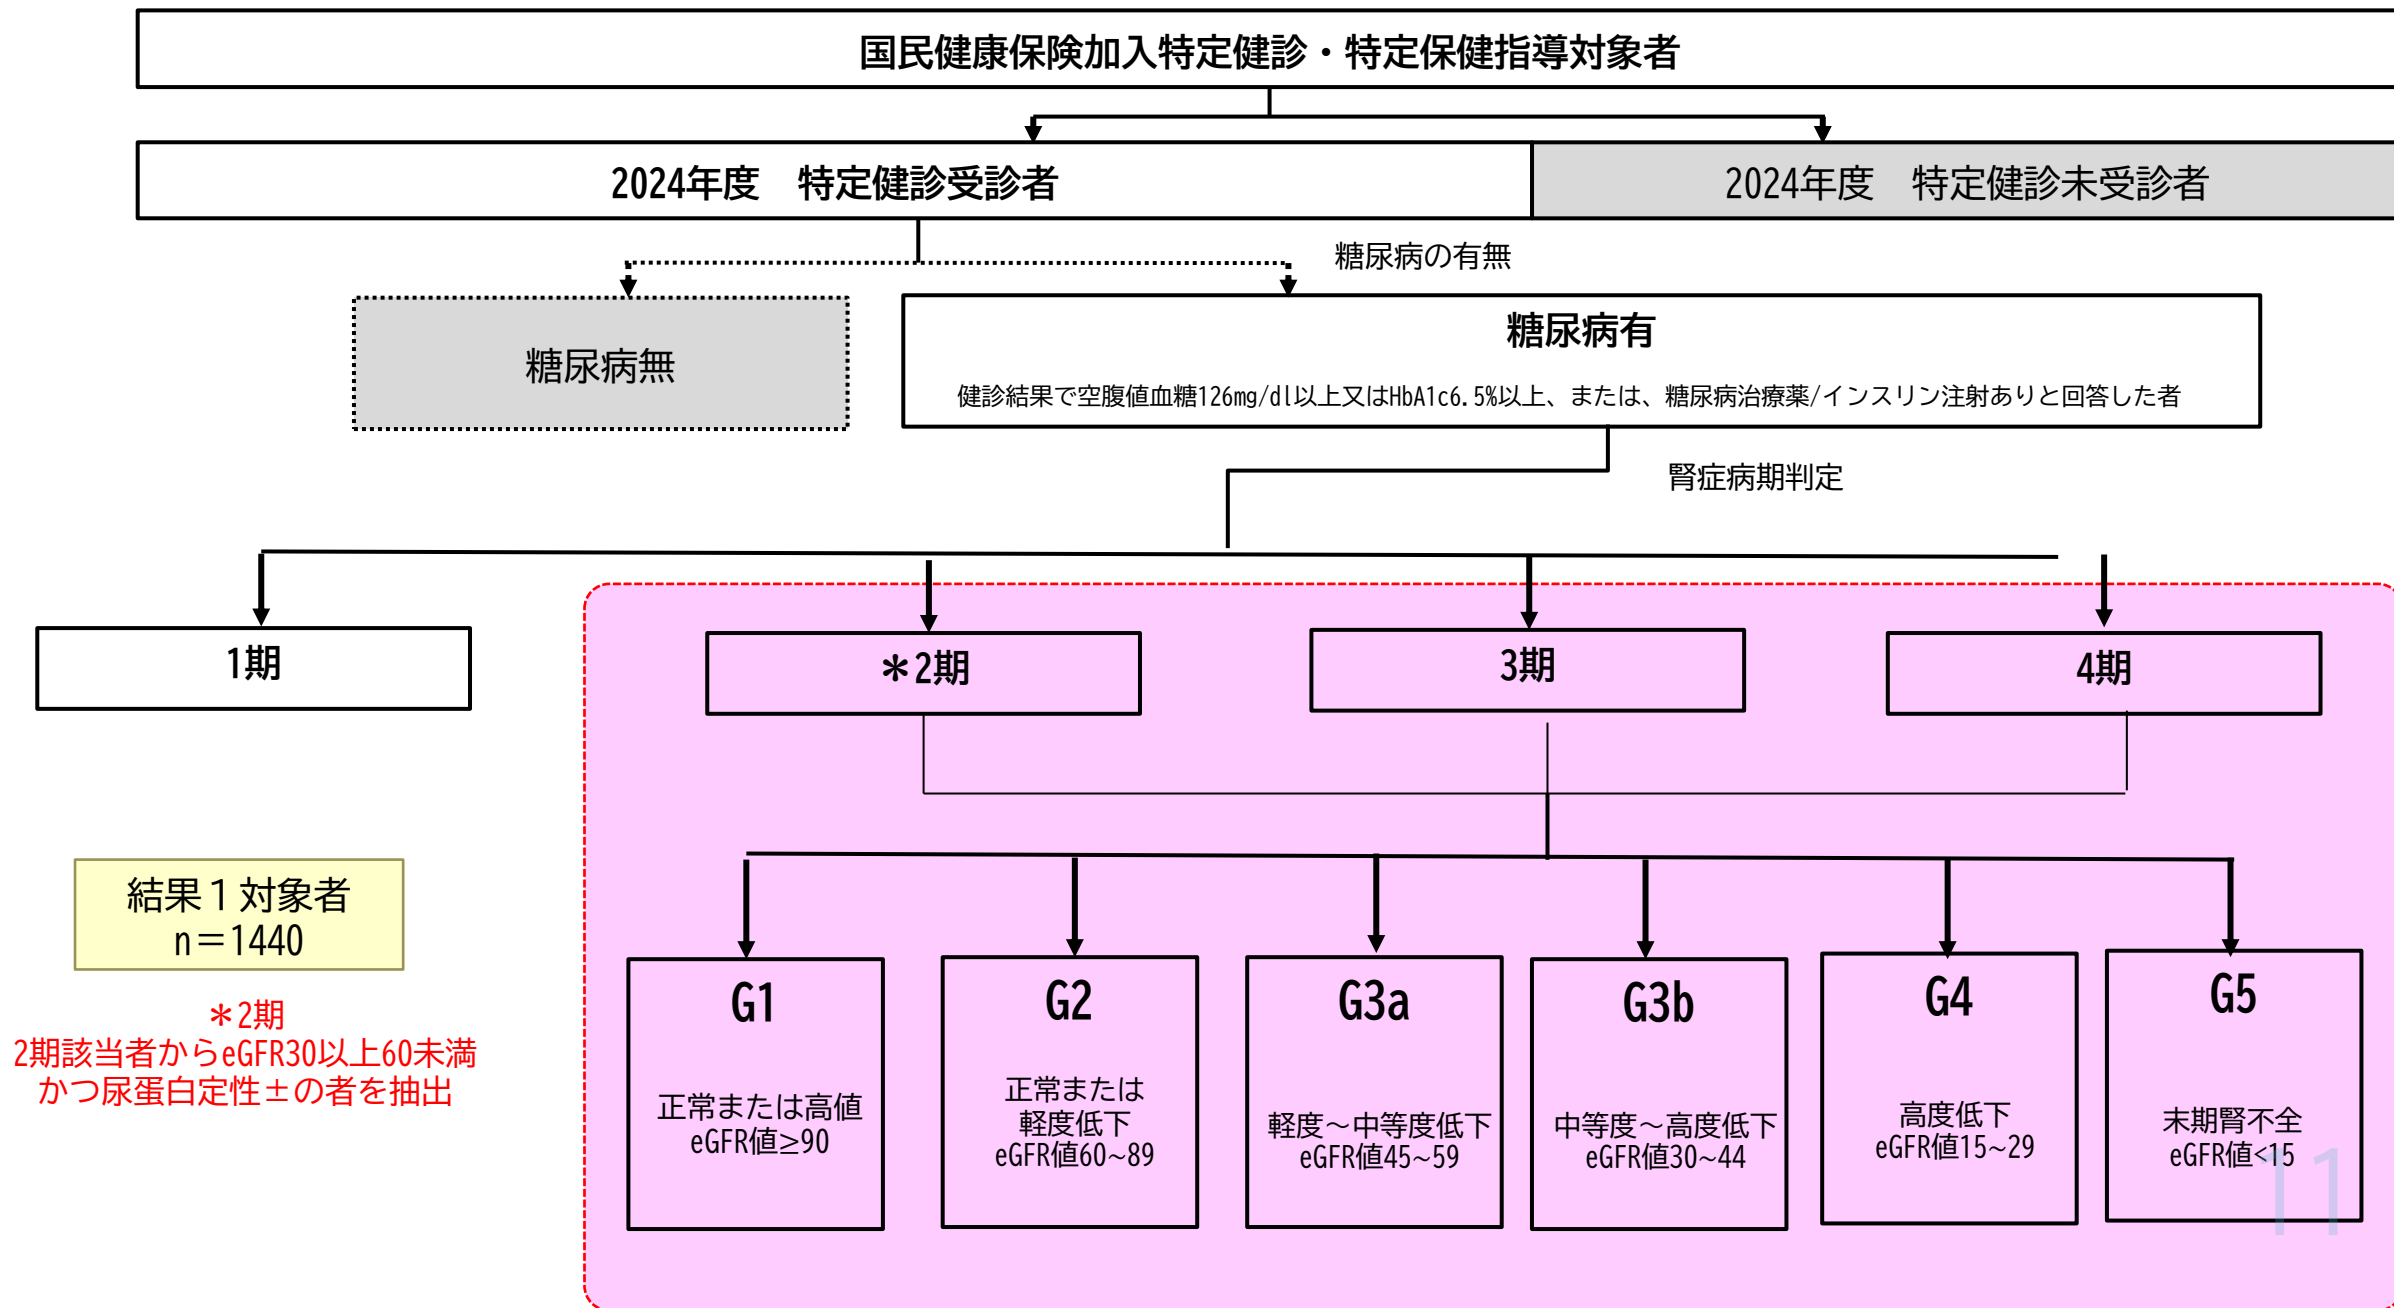 国民健康保険加入特定健診・特定保健指導対象者
2024年度　特定健診受診者
2024年度　特定健診未受診者
糖尿病の有無
糖尿病無
糖尿病有
健診結果で空腹値血糖126mg/dl以上又はHbA1c6.5%以上、または、糖尿病治療薬/インスリン注射ありと回答した者
腎症病期判定
1期
＊2期
3期
4期
結果１対象者
n＝1440
＊2期
2期該当者からeGFR30以上60未満
かつ尿蛋白定性±の者を抽出
G1
正常または高値
eGFR値≥90
G2
正常または
軽度低下
eGFR値60~89
G3a
軽度～中等度低下
eGFR値45~59
G3b
中等度～高度低下
eGFR値30~44
G4
高度低下
eGFR値15~29
G5
末期腎不全
eGFR値<15
11